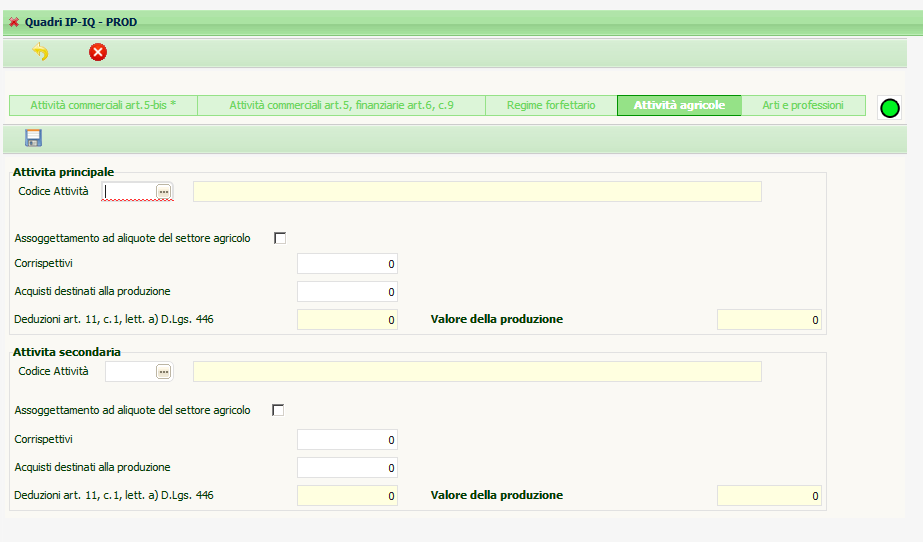 Quadri IP-IQ - PROD
Attività commerciali art.5-bis * Attività commerciali art.5, finanziarie art.6, c.9 Regime forfettario Attività agricole Arti e professioni
Attivita principale
Codice Attività ...
Assoggettamento ad aliquote del settore agricolo
Corrispettivi 0
Acquisti destinati alla produzione 0
Deduzioni art. 11, c.1, lett. a) D.Lgs. 446 0 Valore della produzione 0
Attivita secondaria
Codice Attività ...
Assoggettamento ad aliquote del settore agricolo
Corrispettivi 0
Acquisti destinati alla produzione 0
Deduzioni art. 11, c.1, lett. a) D.Lgs. 446 0 Valore della produzione 0